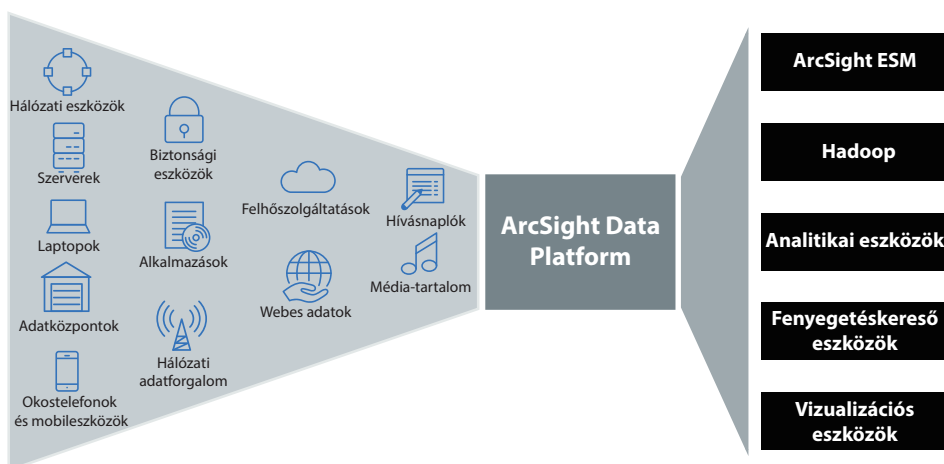 Hálózati eszközök
Szerverek
Laptopok
Adatközpontok
Okostelefonok
és mobileszközök
Biztonsági
eszközök
Alkalmazások
Hálózati
adatforgalom
Felhőszolgáltatások
Webes adatok
Hívásnaplók
Média-tartalom
ArcSight Data
Platform
ArcSight ESM
Hadoop
Analitikai eszközök
Fenyegetéskereső
eszközök
Vizualizációs
eszközök